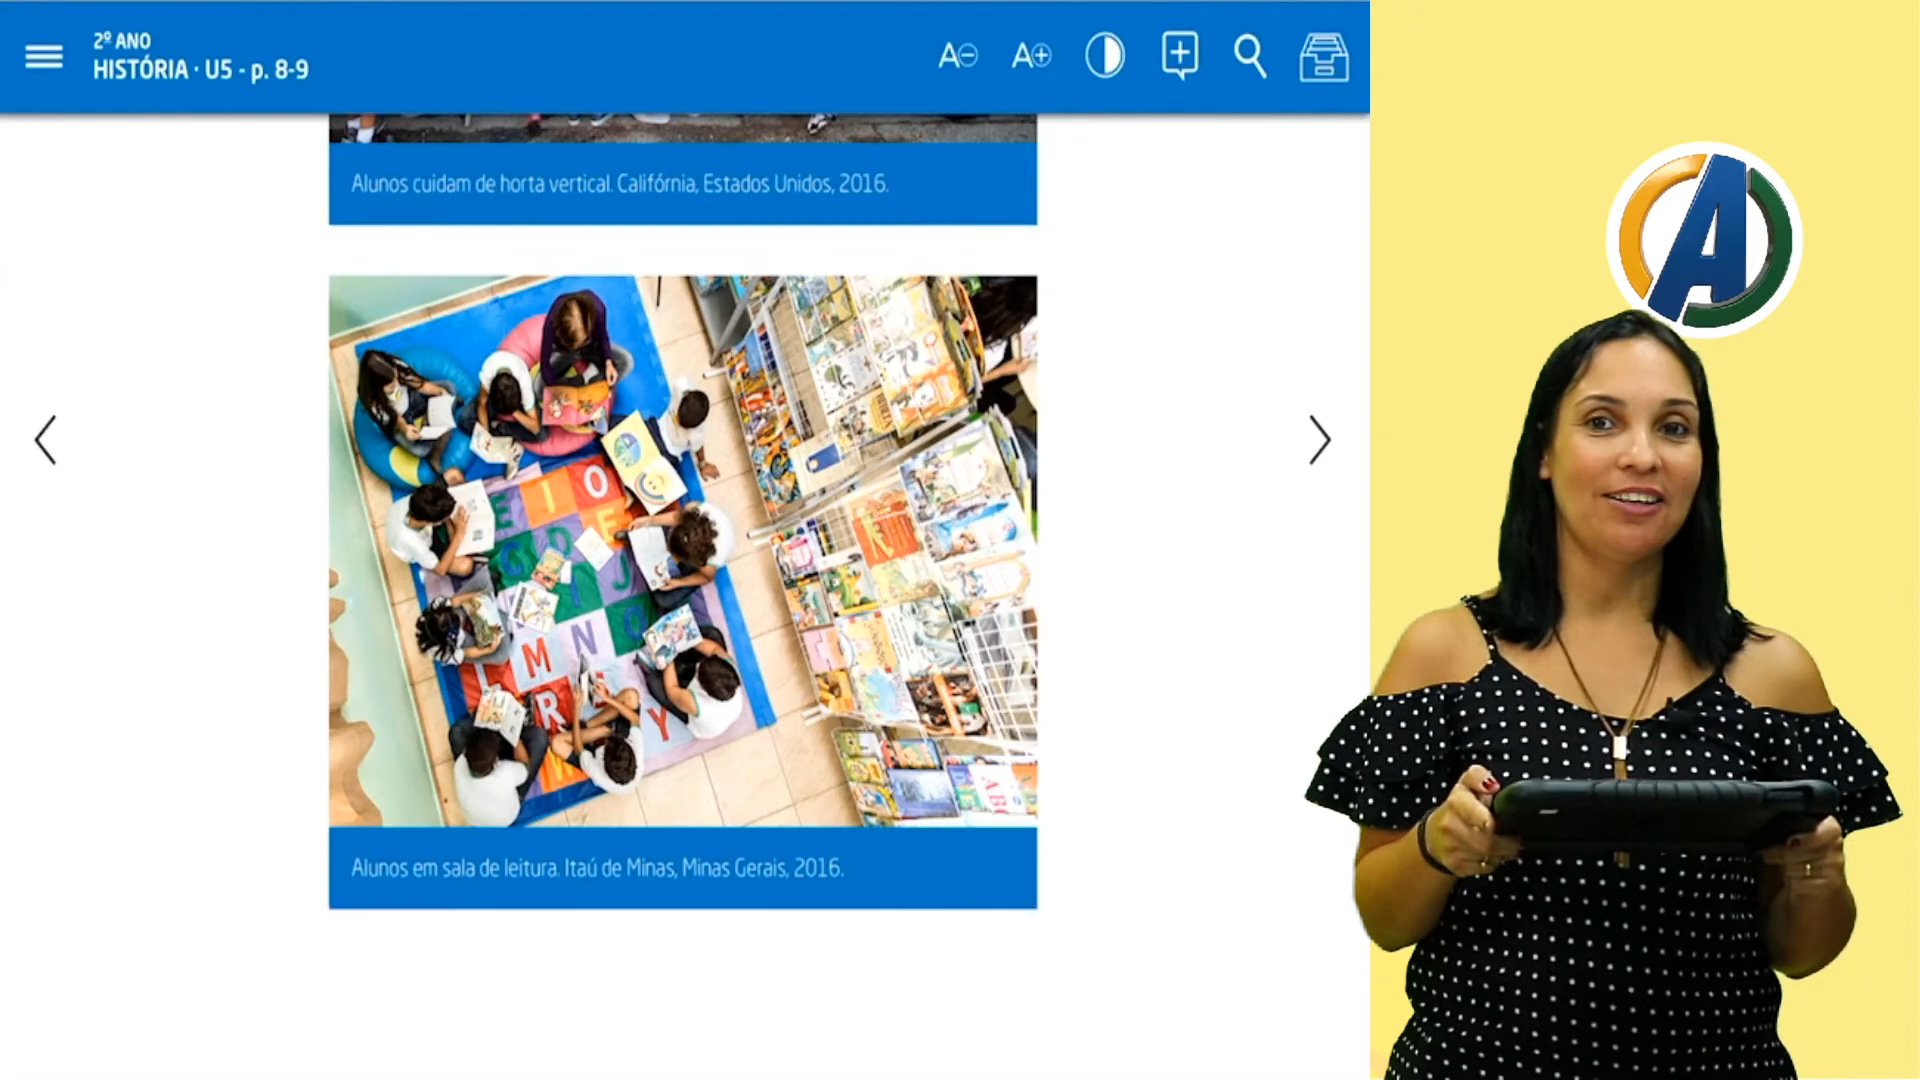 2º ANO
HISTÓRIA · U5 - p. 8-9
A
A
Alunos cuidam de horta vertical. Califórnia, Estados Unidos, 2016.
E I O
F
G D J
M N O
R
Y
A
Alunos em sala de leitura. Itaú de Minas, Minas Gerais, 2016.